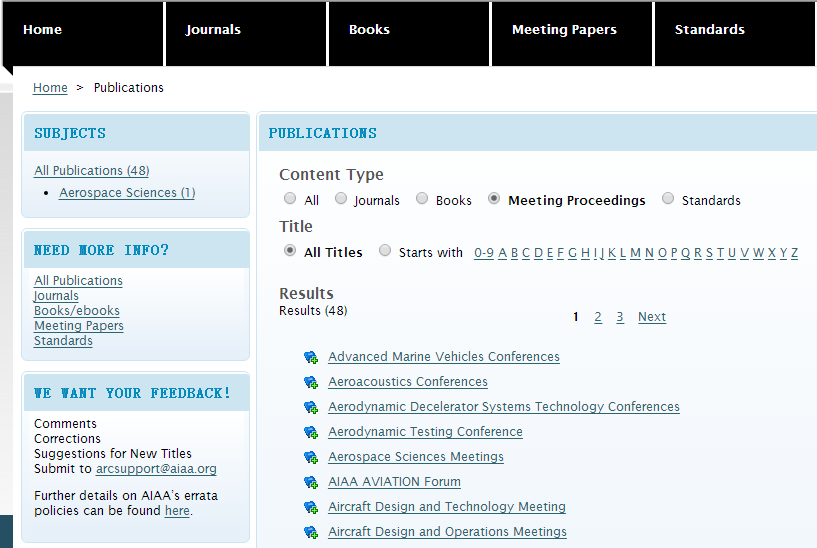 Home Journals Books Meeting Papers Standards
Home > Publications
SUBJECTS
All Publications (48)
Aerospace Sciences (1)
NEED MORE INFO?
All Publications
Journals
Books/ebooks
Meeting Papers
Standards
WE WANT YOUR FEEDBACK!
Comments
Corrections
Suggestions for New Titles
Submit to arcsupport@aiaa.org
Further details on AIAA's errata
policies can be found here.
PUBLICATIONS
Content Type
All Journals Books Meeting Proceedings Standards
Title
All Titles Starts with 0-9 A B C D E F G H I J K L M N O P Q R S T U V W X Y Z
Results
Results (48)
1 2 3 Next
Advanced Marine Vehicles Conferences
Aeroacoustics Conferences
Aerodynamic Decelerator Systems Technology Conferences
Aerodynamic Testing Conference
Aerospace Sciences Meetings
AIAA AVIATION Forum
Aircraft Design and Technology Meeting
Aircraft Design and Operations Meetings